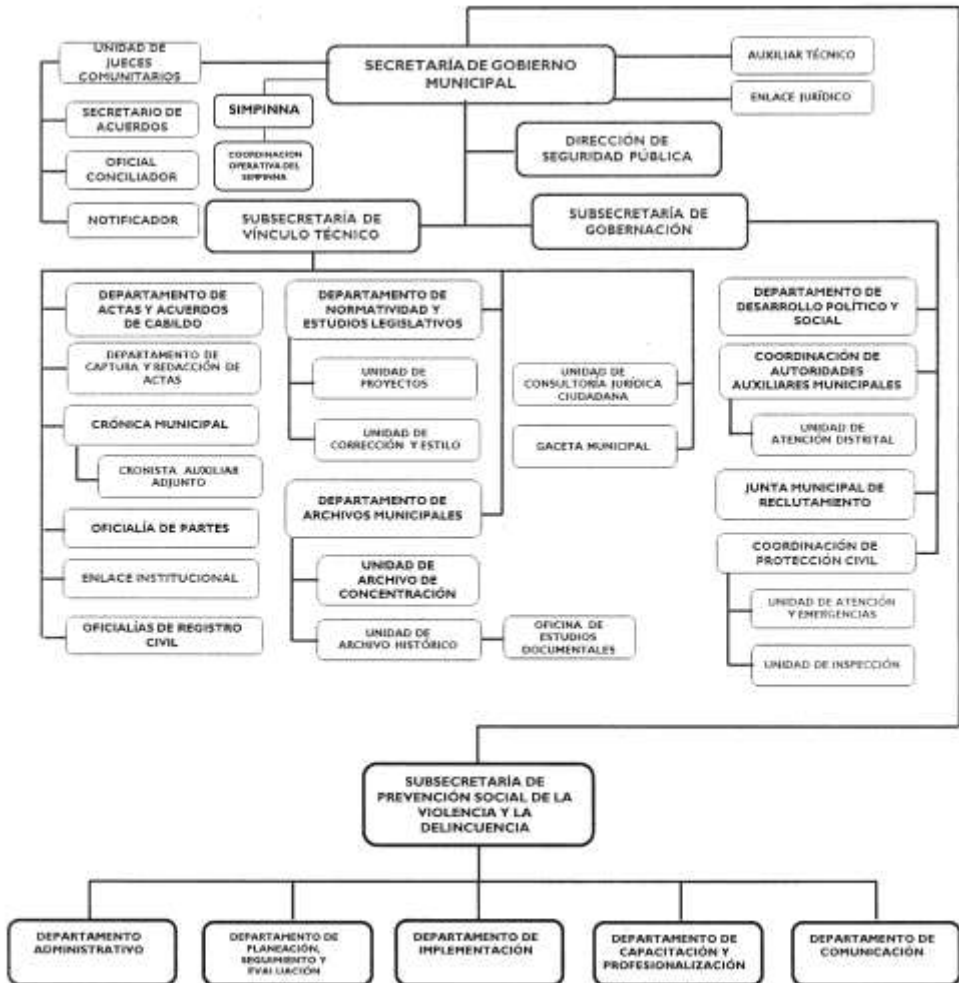 UNIDAD DE
JUECES
COMUNITARIOS
SECRETARÍA DE GOBIERNO
MUNICIPAL
AUXILIAR TÉCNICO
ENLACE JURÍDICO
SECRETARIO DE
ACUERDOS
SIMPINNA
OFICIAL
CONCILIADOR
COORDINACION
OPERATIVA DEL
SIMPINNA
DIRECCIÓN DE
SEGURIDAD PÚBLICA
NOTIFICADOR
SUBSECRETARÍA DE
VÍNCULO TÉCNICO
SUBSECRETARÍA DE
GOBERNACIÓN
DEPARTAMENTO DE
ACTAS Y ACUERDOS
DE CABILDO
DEPARTAMENTO DE
CAPTURA Y REDACCIÓN DE
ACTAS
CRÓNICA MUNICIPAL
CRONISTA AUXILIAR
ADJUNTO
OFICIALÍA DE PARTES
ENLACE INSTITUCIONAL
OFICIALÍAS DE REGISTRO
CIVIL
DEPARTAMENTO DE
NORMATIVIDAD Y
ESTUDIOS LEGISLATIVOS
UNIDAD DE
PROYECTOS
UNIDAD DE
CORRECCIÓN Y ESTILO
DEPARTAMENTO DE
ARCHIVOS MUNICIPALES
UNIDAD DE
ARCHIVO DE
CONCENTRACIÓN
UNIDAD DE
ARCHIVO HISTÓRICO
OFICINA DE
ESTUDIOS
DOCUMENTALES
UNIDAD DE
CONSULTORÍA JURÍDICA
CIUDADANA
GACETA MUNICIPAL
DEPARTAMENTO DE
DESARROLLO POLÍTICO Y
SOCIAL
COORDINACIÓN DE
AUTORIDADES
AUXILIARES MUNICIPALES
UNIDAD DE
ATENCIÓN DISTRITAL
JUNTA MUNICIPAL DE
RECLUTAMIENTO
COORDINACIÓN DE
PROTECCIÓN CIVIL
UNIDAD DE ATENCIÓN
Y EMERGENCIAS
UNIDAD DE INSPECCIÓN
SUBSECRETARÍA DE
PREVENCIÓN SOCIAL DE LA
VIOLENCIA Y LA
DELINCUENCIA
DEPARTAMENTO
ADMINISTRATIVO
DEPARTAMENTO DE
PLANEACIÓN,
SEGUIMIENTO Y
EVALUACIÓN
DEPARTAMENTO DE
IMPLEMENTACIÓN
DEPARTAMENTO DE
CAPACITACIÓN Y
PROFESIONALIZACIÓN
DEPARTAMENTO DE
COMUNICACIÓN